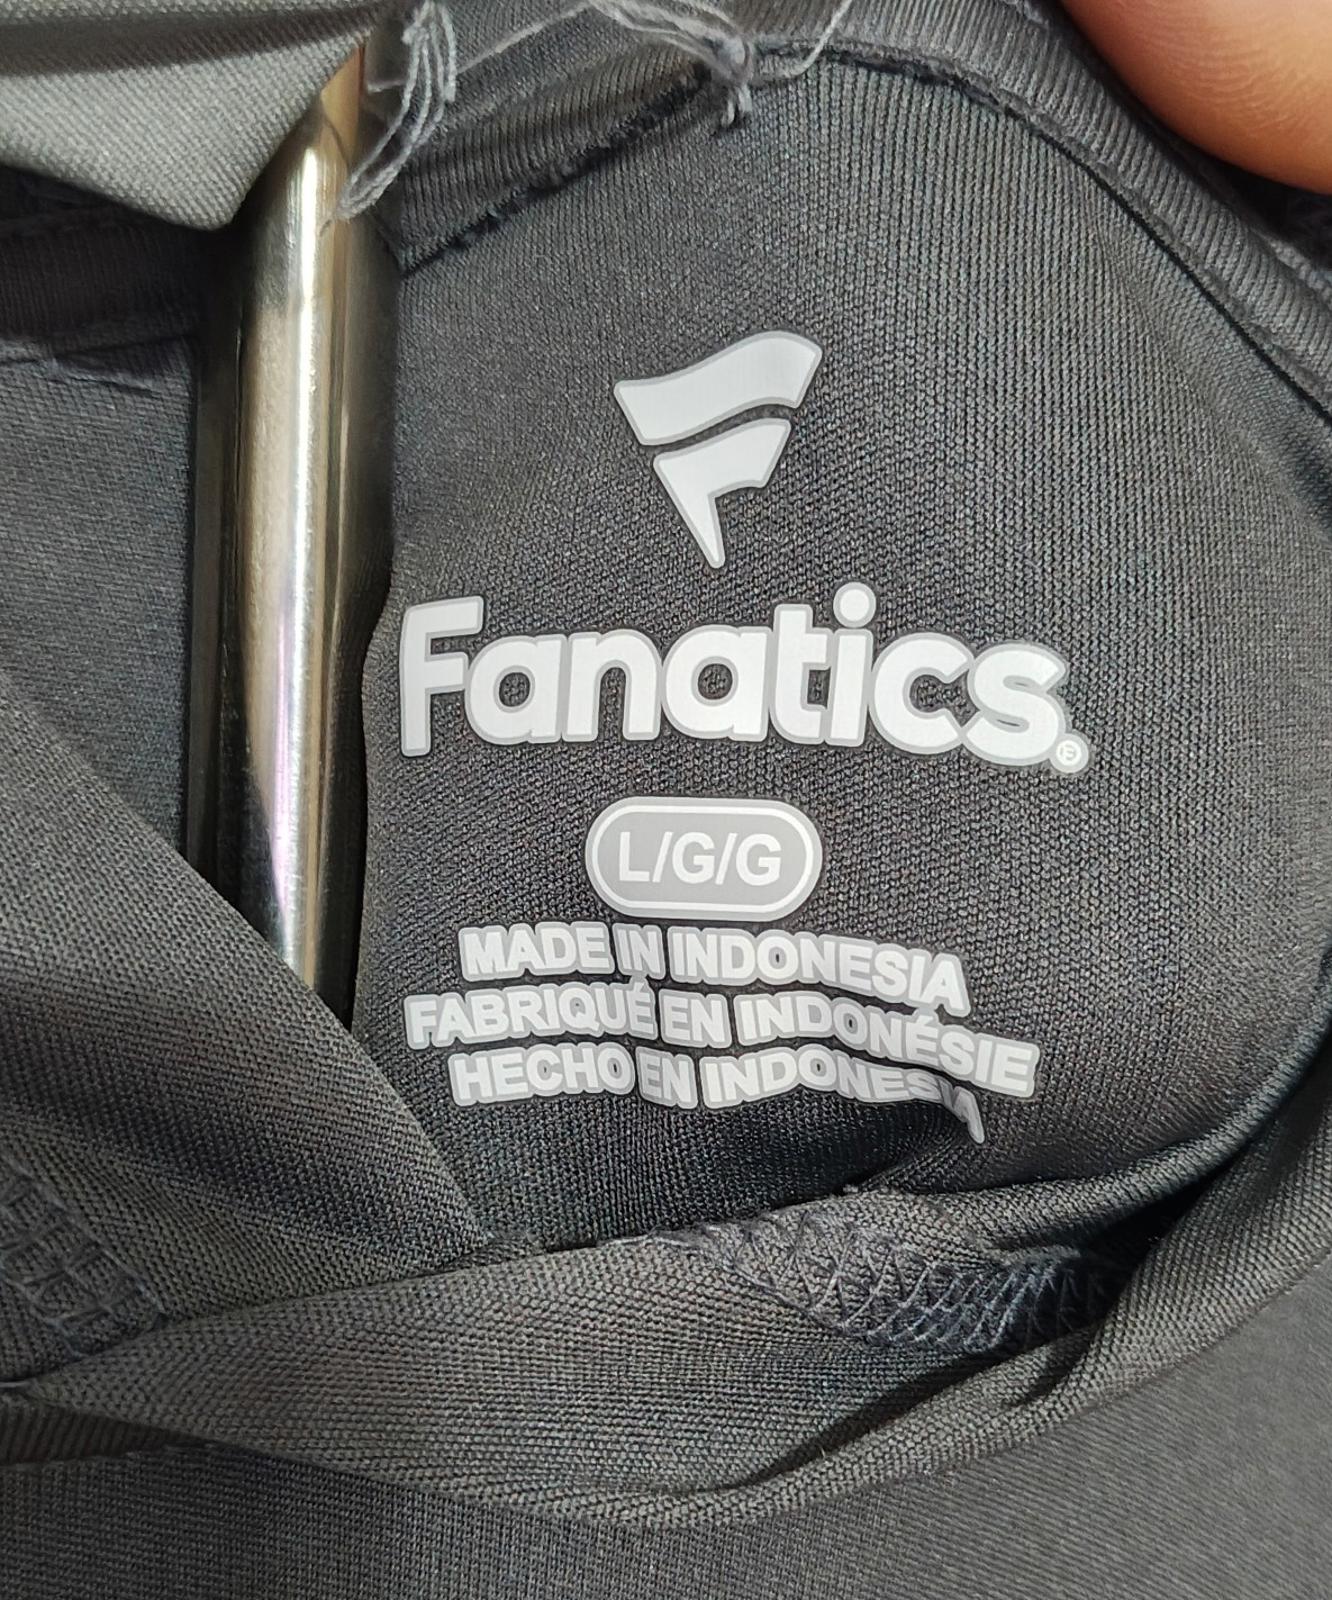 Fanatics®
L/G/G
MADE IN INDONESIA
FABRIQUÉ EN INDONÉSIE
HECHO EN INDONESIA